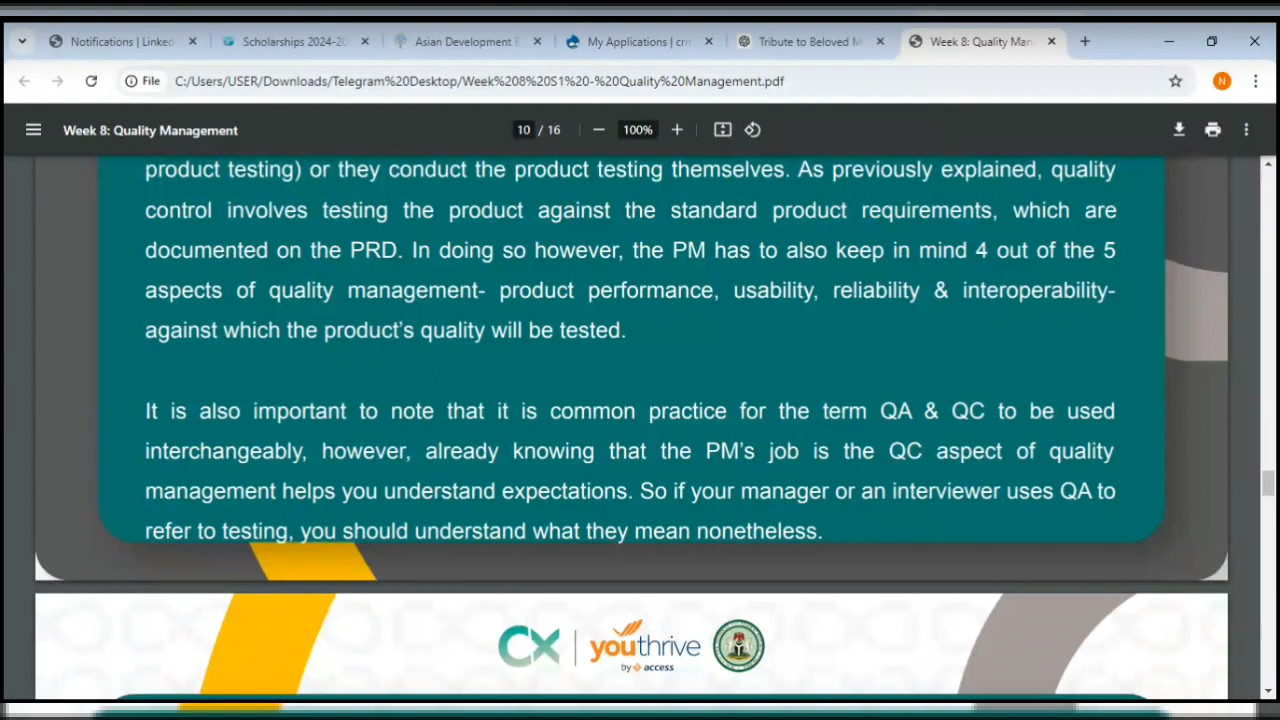 Notifications | Linked
Scholarships 2024-20
Asian Development
My Applications | crn
Tribute to Beloved M
Week 8: Quality Man
File
C:/Users/USER/Downloads/Telegram%20Desktop/Week%208%20S1%20-%20Quality%20Management.pdf
N
Week 8: Quality Management
10 / 16
100%
product testing) or they conduct the product testing themselves. As previously explained, quality
control involves testing the product against the standard product requirements, which are
documented on the PRD. In doing so however, the PM has to also keep in mind 4 out of the 5
aspects of quality management- product performance, usability, reliability & interoperability-
against which the product's quality will be tested.
It is also important to note that it is common practice for the term QA & QC to be used
interchangeably, however, already knowing that the PM's job is the QC aspect of quality
management helps you understand expectations. So if your manager or an interviewer uses QA to
refer to testing, you should understand what they mean nonetheless.
CX
youthrive
by access